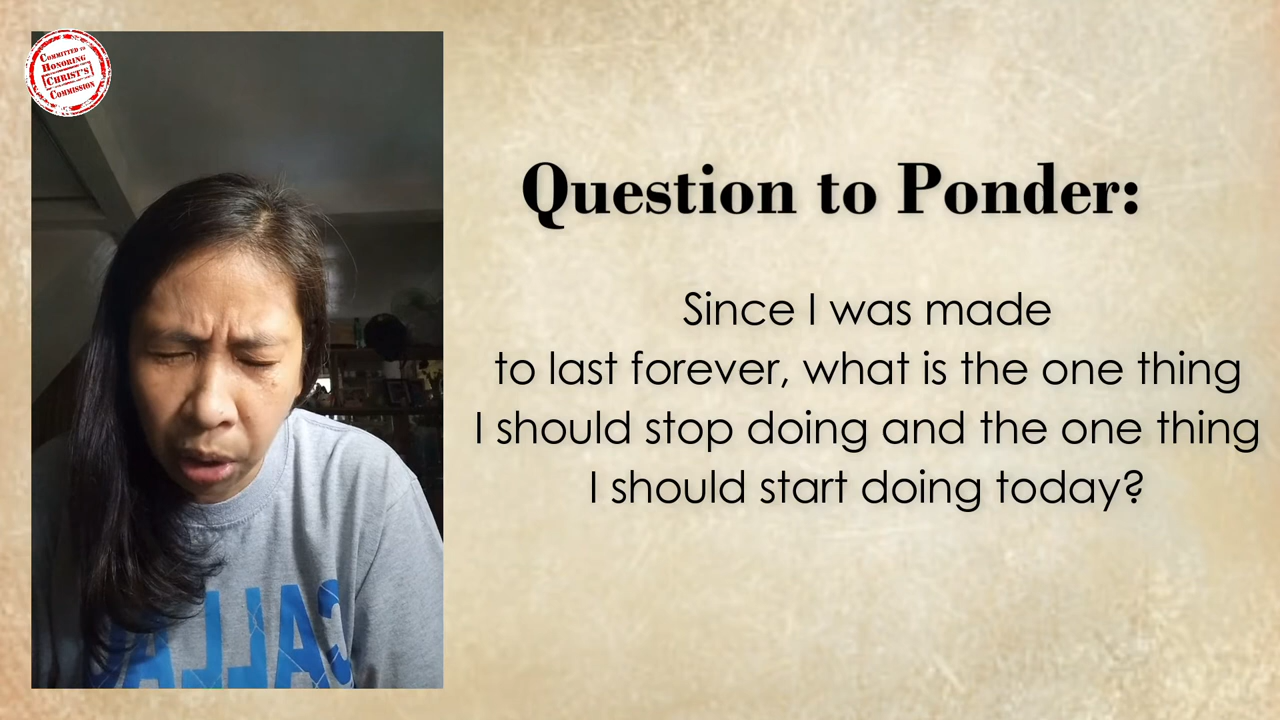 COMMITTED TO
HONORING
CHRIST'S
COMMISSION
Question to Ponder:
Since I was made
to last forever, what is the one thing
I should stop doing and the one thing
I should start doing today?